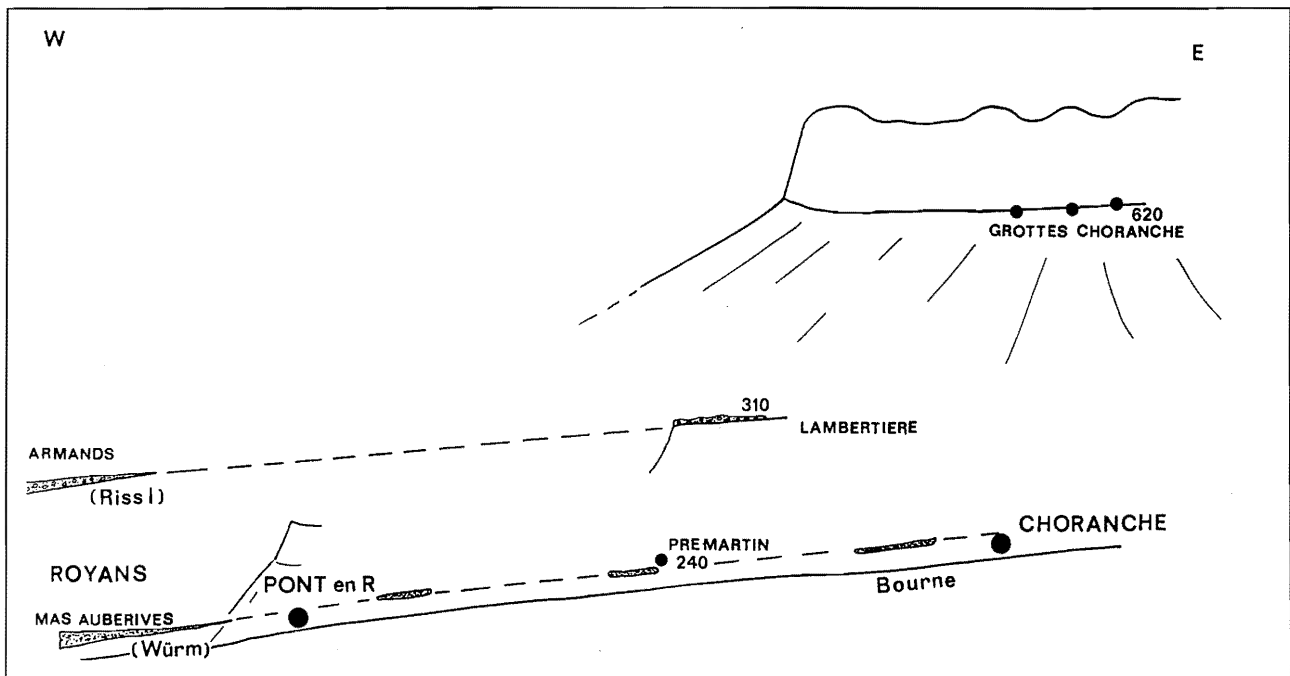 W
E
620
GROTTES CHORANCHE
310
LAMBERTIERE
ARMANDS
(Riss I)
CHORANCHE
PREMARTIN
240
ROYANS
PONT en R
Bourne
MAS AUBERIVES
(Würm)